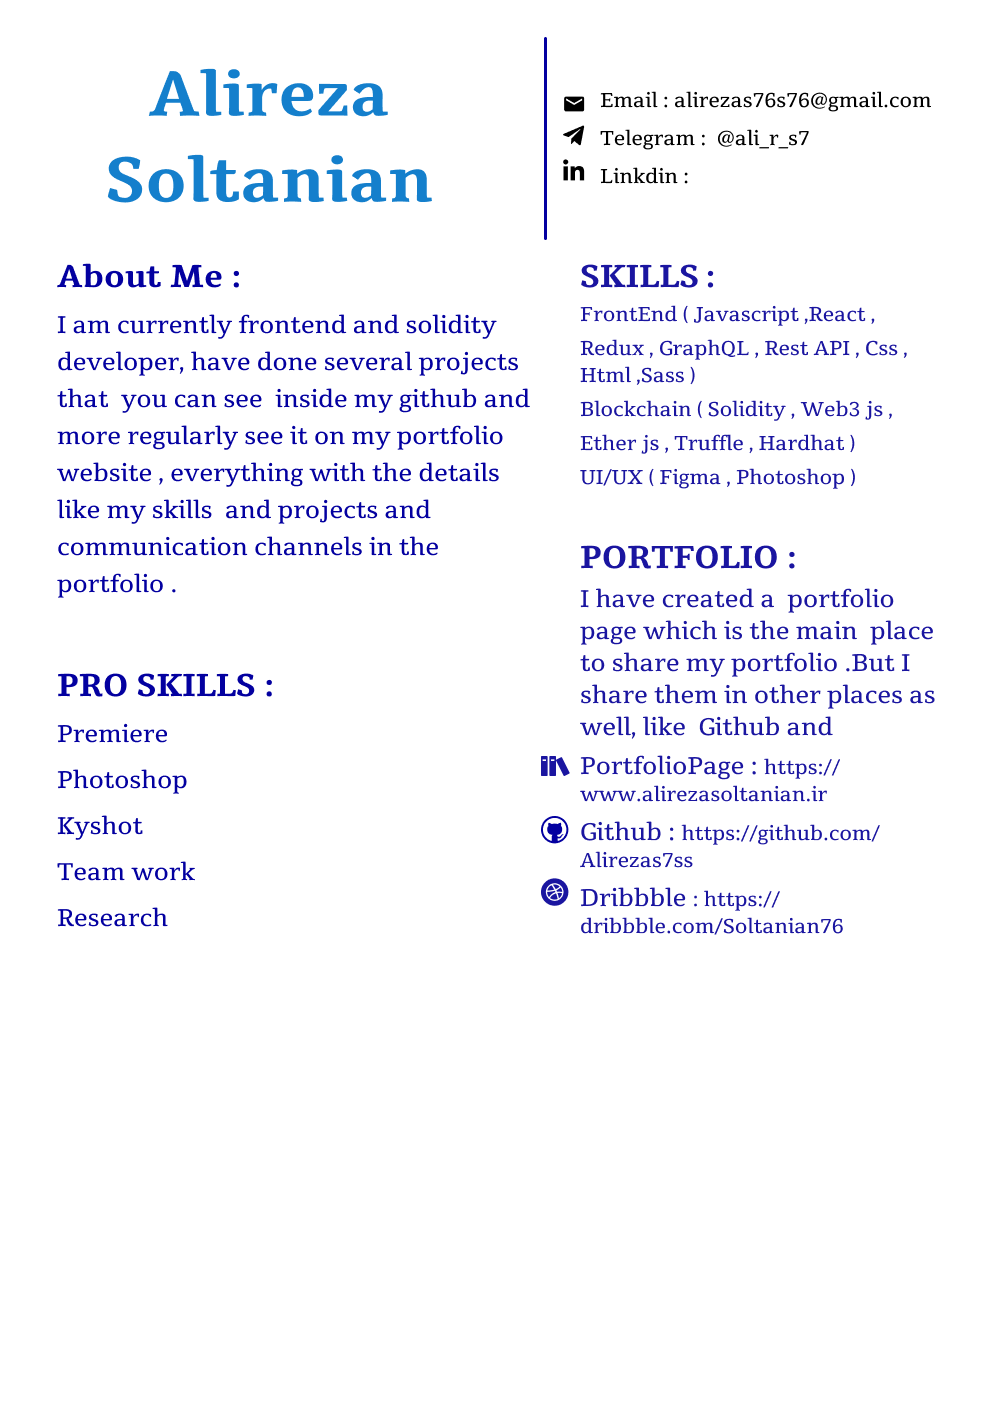 Alireza
Soltanian
Email : alirezas76s76@gmail.com
Telegram :  @ali_r_s7
Linkdin :
About Me :
I am currently frontend and solidity
developer, have done several projects
that  you can see  inside my github and
more regularly see it on my portfolio
website , everything with the details
like my skills  and projects and
communication channels in the
portfolio .
PRO SKILLS :
Premiere
Photoshop
Kyshot
Team work
Research
SKILLS :
FrontEnd ( Javascript ,React ,
Redux , GraphQL , Rest API , Css ,
Html ,Sass )
Blockchain ( Solidity , Web3 js ,
Ether js , Truffle , Hardhat )
UI/UX ( Figma , Photoshop )
PORTFOLIO :
I have created a  portfolio
page which is the main  place
to share my portfolio .But I
share them in other places as
well, like  Github and
PortfolioPage : https://
www.alirezasoltanian.ir
Github : https://github.com/
Alirezas7ss
Dribbble : https://
dribbble.com/Soltanian76